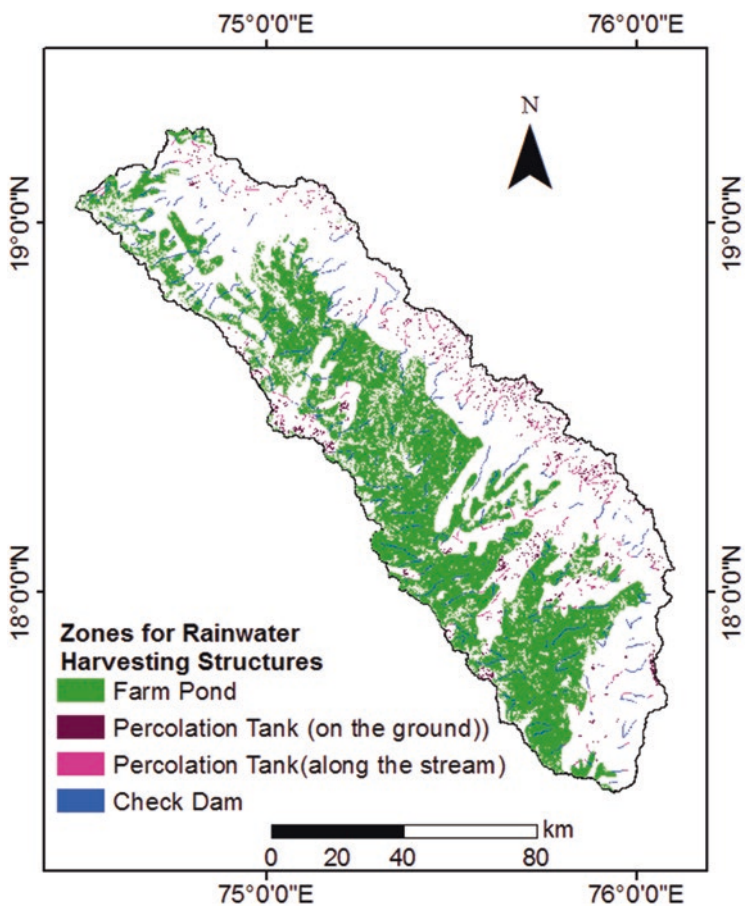 75°0'0"E 76°0'0"E
N
19°0'0"N 19°0'0"N
18°0'0"N 18°0'0"N
Zones for Rainwater
Harvesting Structures
Farm Pond
Percolation Tank (on the ground))
Percolation Tank(along the stream)
Check Dam
km
0 20 40 80
75°0'0"E 76°0'0"E